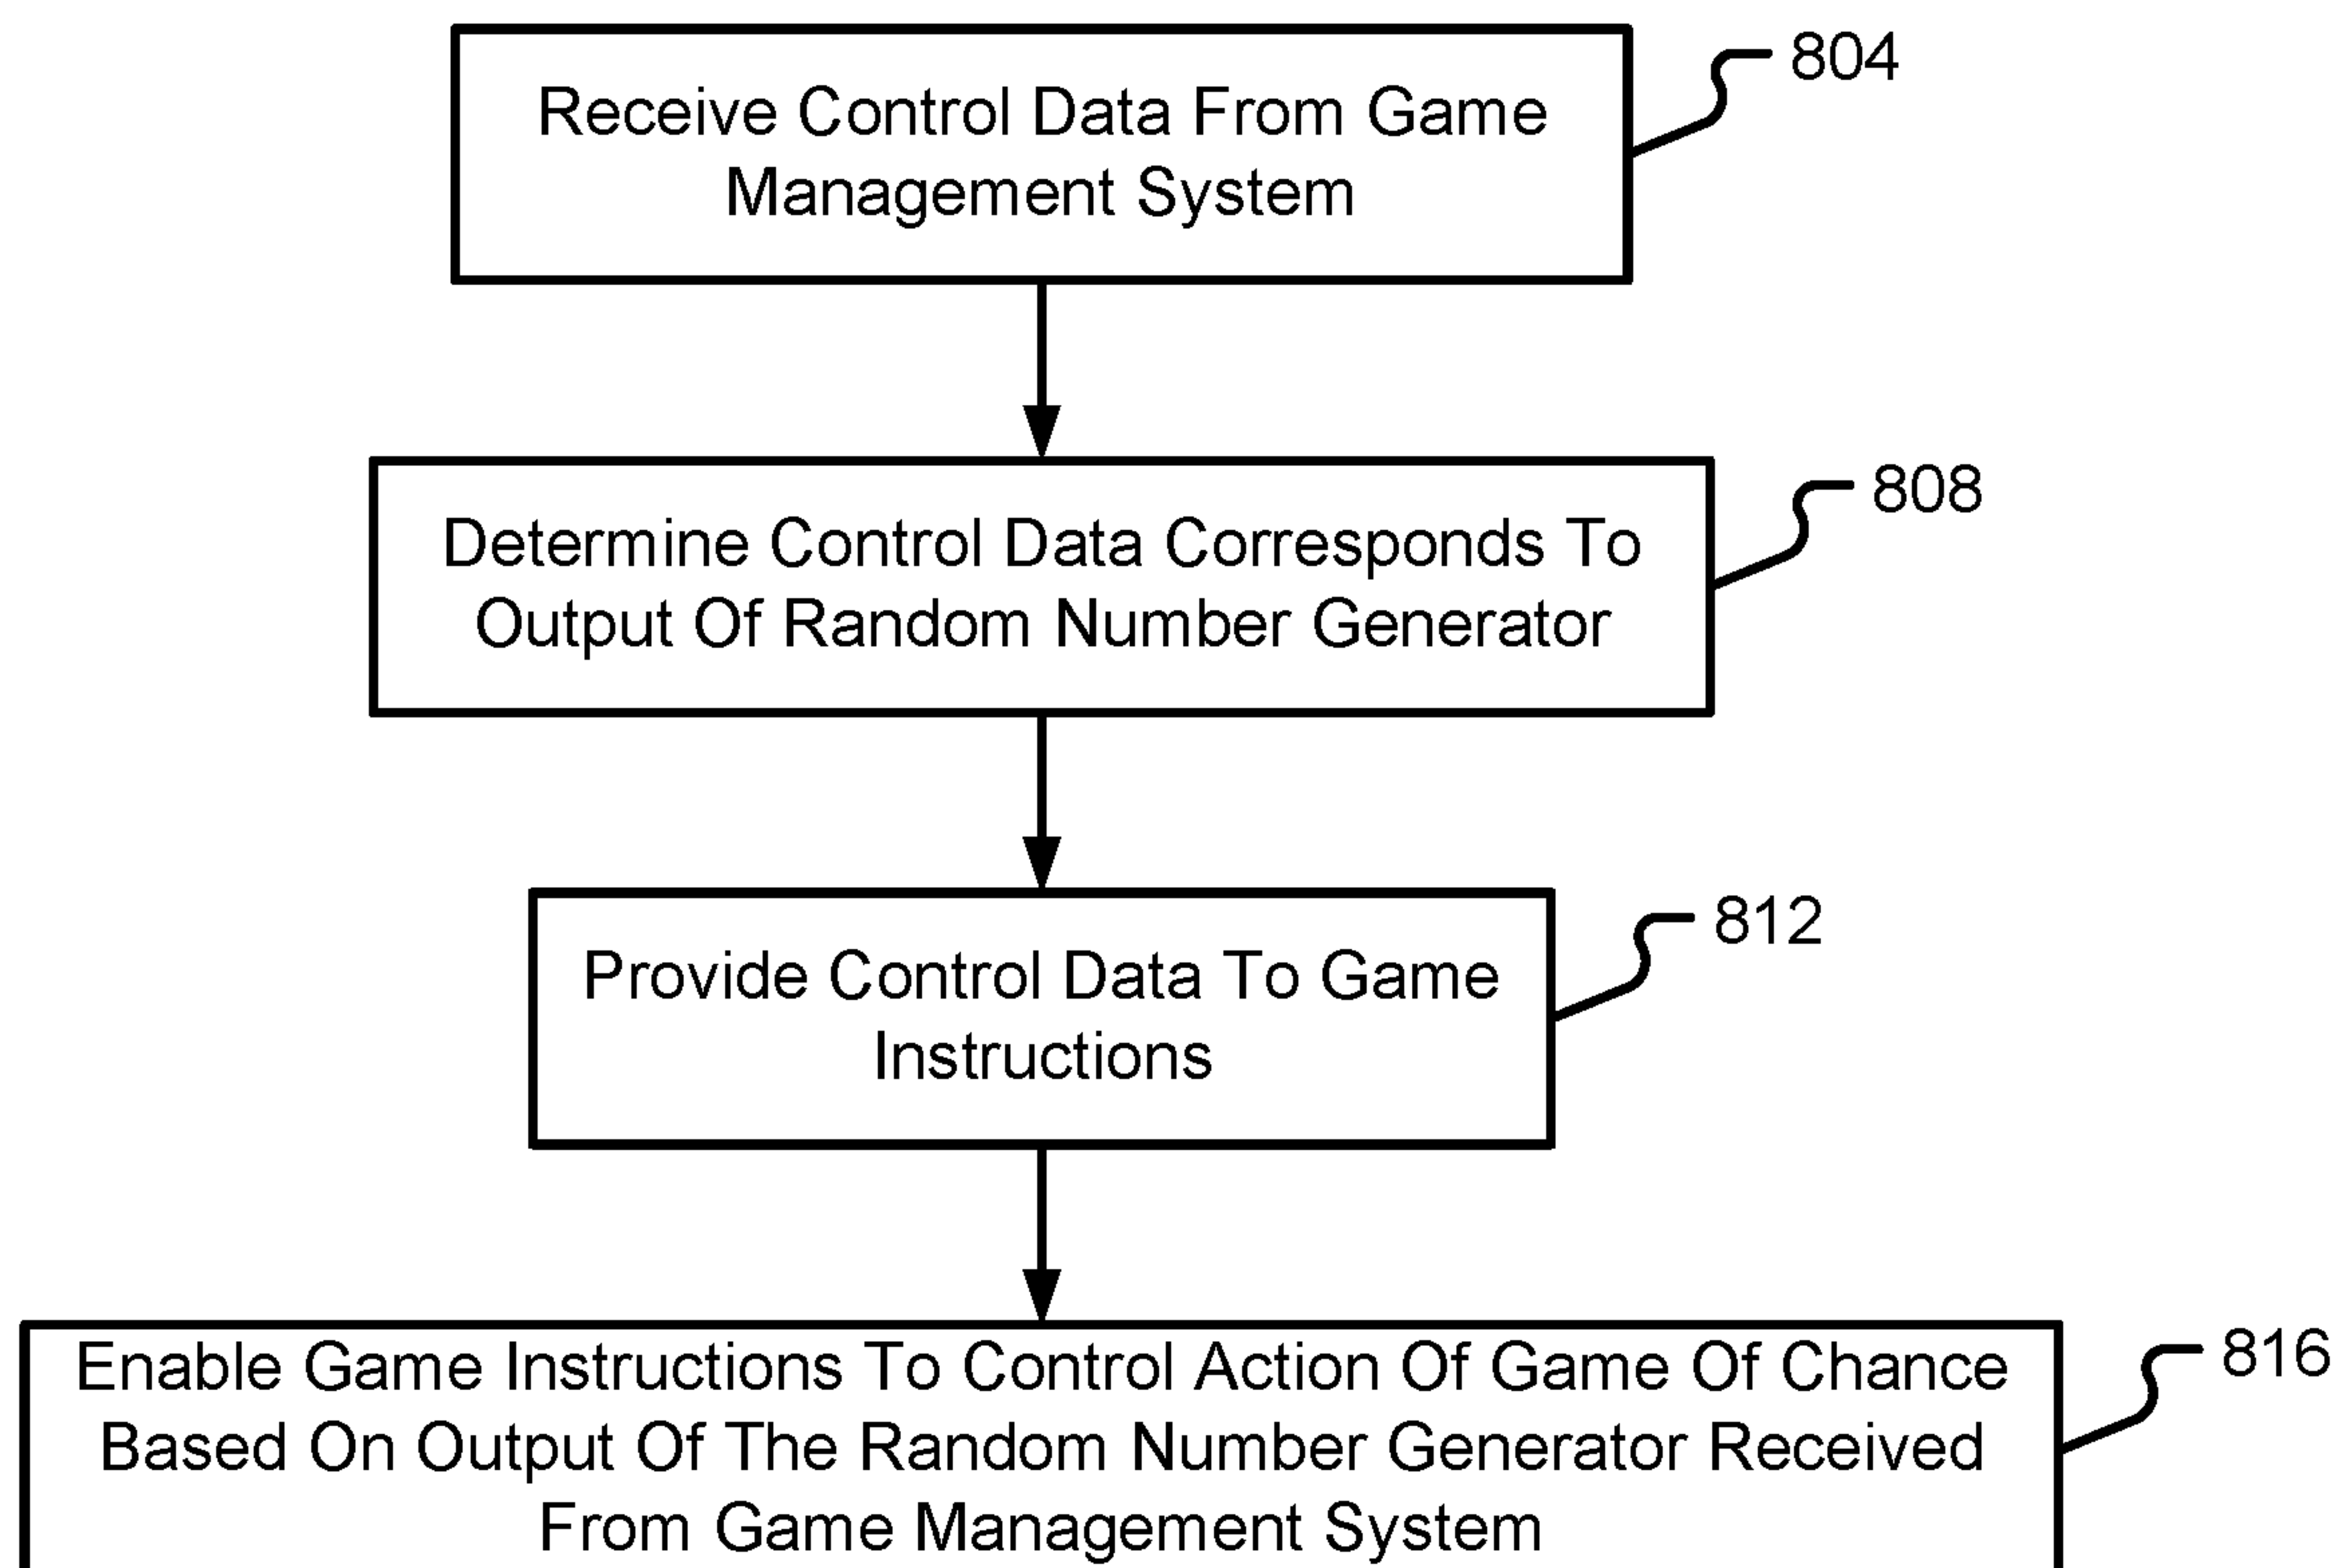 Receive Control Data From Game
Management System
804
Determine Control Data Corresponds To
Output Of Random Number Generator
808
Provide Control Data To Game
Instructions
812
Enable Game Instructions To Control Action Of Game Of Chance
Based On Output Of The Random Number Generator Received
From Game Management System
816